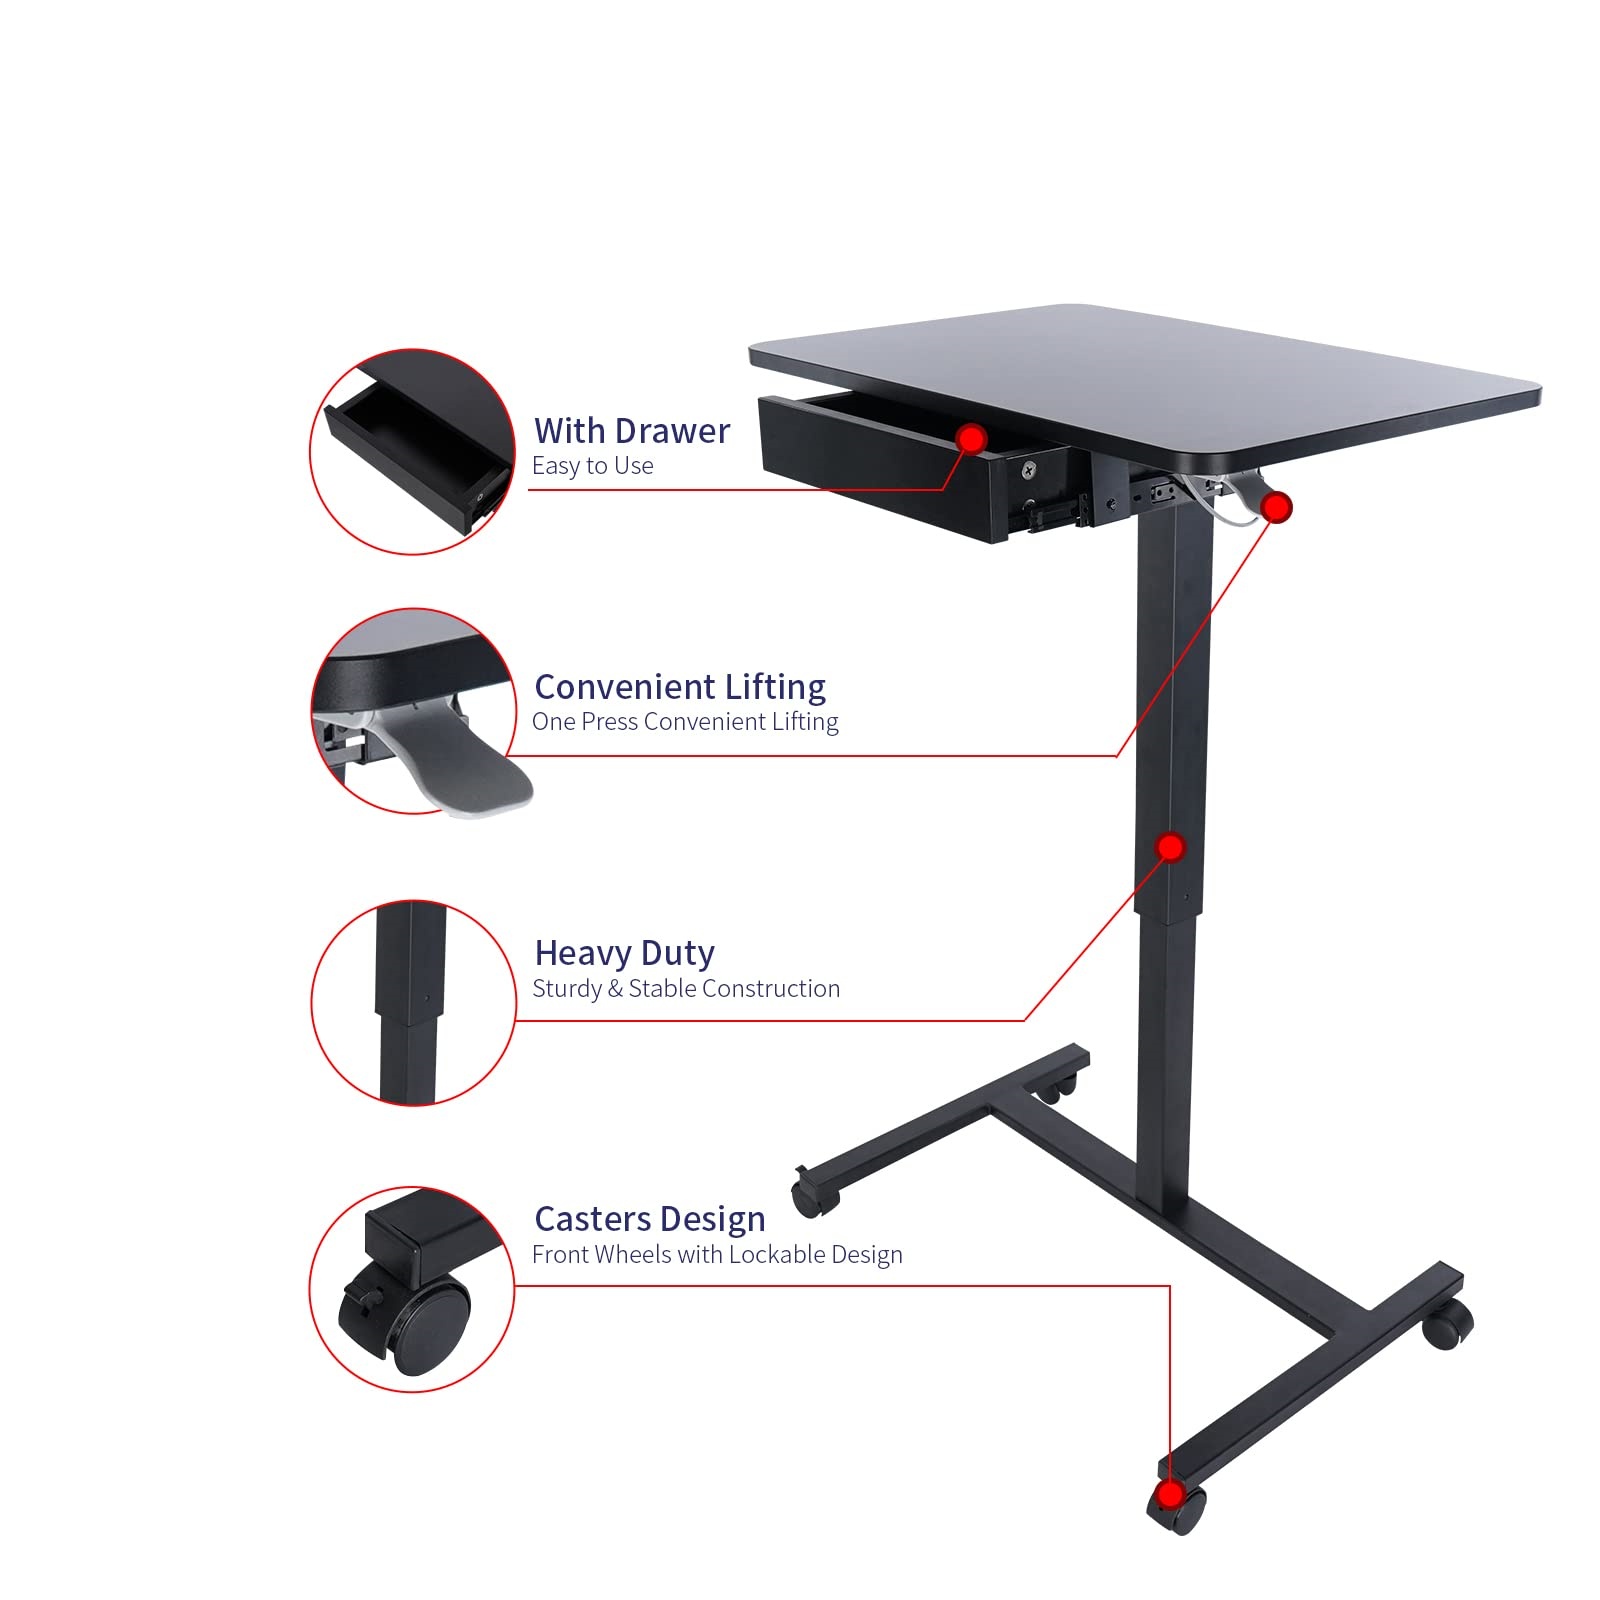 With Drawer
Easy to Use
Convenient Lifting
One Press Convenient Lifting
Heavy Duty
Sturdy & Stable Construction
Casters Design
Front Wheels with Lockable Design